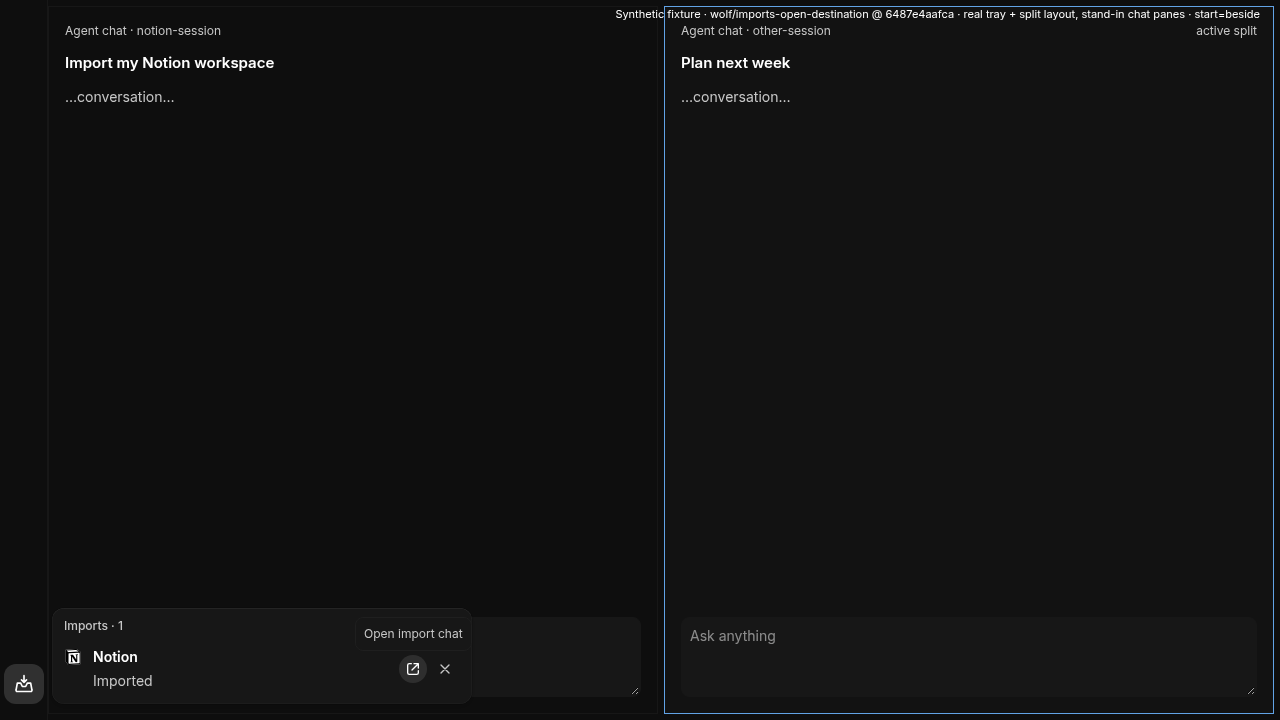 Synthetic fixture · wolf/imports-open-destination @ 6487e4aafca · real tray + split layout, stand-in chat panes · start=beside
Agent chat · notion-session
Import my Notion workspace
...conversation...
Agent chat · other-session
active split
Plan next week
...conversation...
Imports · 1
Open import chat
Notion
Imported
Ask anything